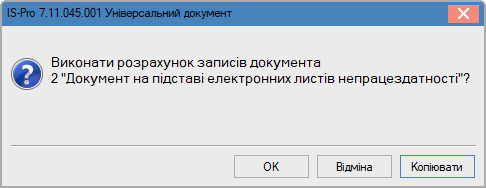 IS-Pro 7.11.045.001 Універсальний документ
Виконати розрахунок записів документа
2 "Документ на підставі електронних листів непрацездатності"?
OK
Відміна
Копіювати